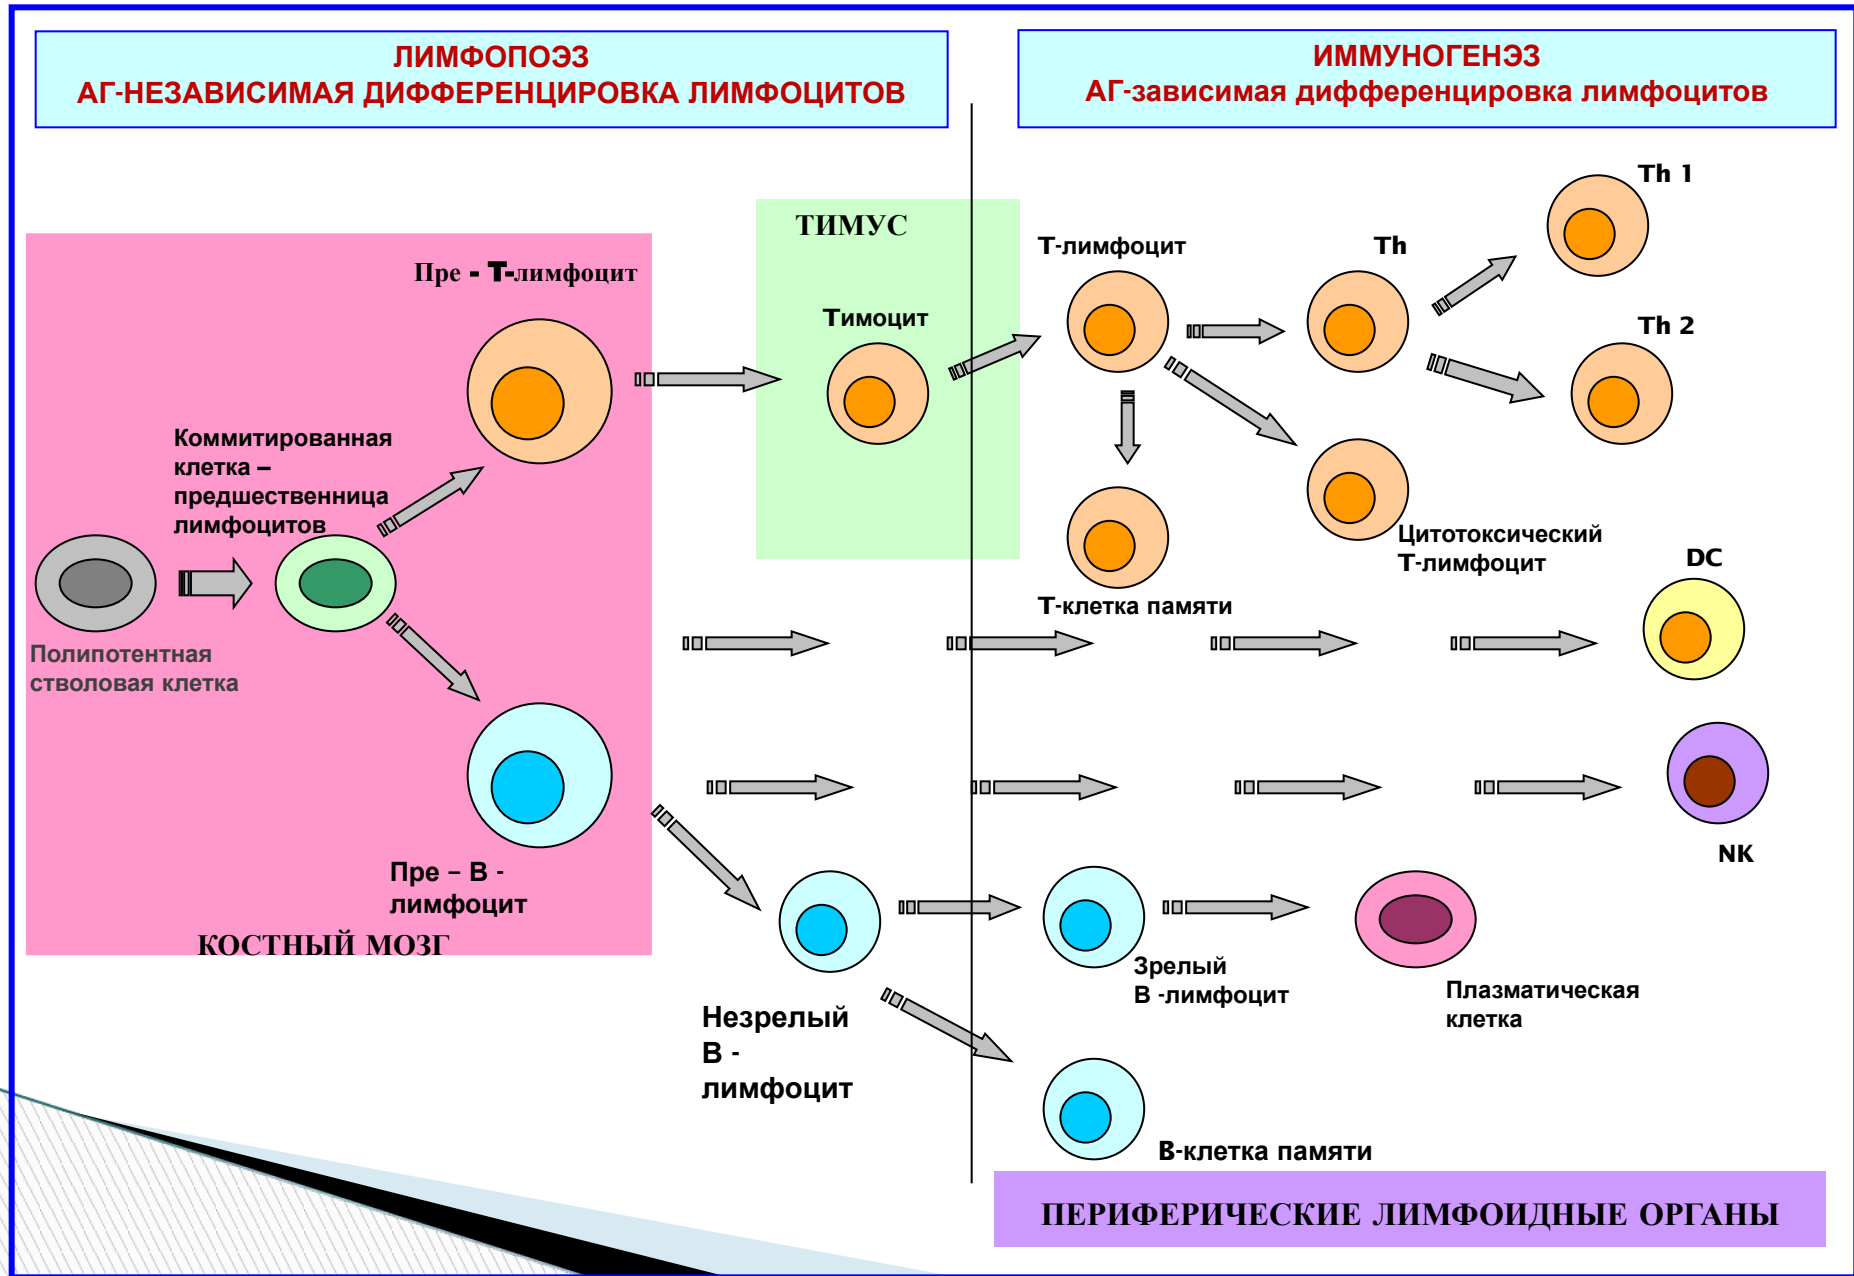 ЛИМФОПОЭЗ
АГ-НЕЗАВИСИМАЯ ДИФФЕРЕНЦИРОВКА ЛИМФОЦИТОВ
ИММУНОГЕНЭЗ
АГ-зависимая дифференцировка лимфоцитов
Th 1
ТИМУС
Т-лимфоцит
Th
Пре - Т-лимфоцит
Тимоцит
Th 2
Коммитированная
клетка –
предшественница
лимфоцитов
Цитотоксический
Т-лимфоцит
DC
Т-клетка памяти
Полипотентная
стволовая клетка
NK
Пре – В -
лимфоцит
КОСТНЫЙ МОЗГ
Зрелый
В -лимфоцит
Плазматическая
клетка
Незрелый
В -
лимфоцит
В-клетка памяти
ПЕРИФЕРИЧЕСКИЕ ЛИМФОИДНЫЕ ОРГАНЫ